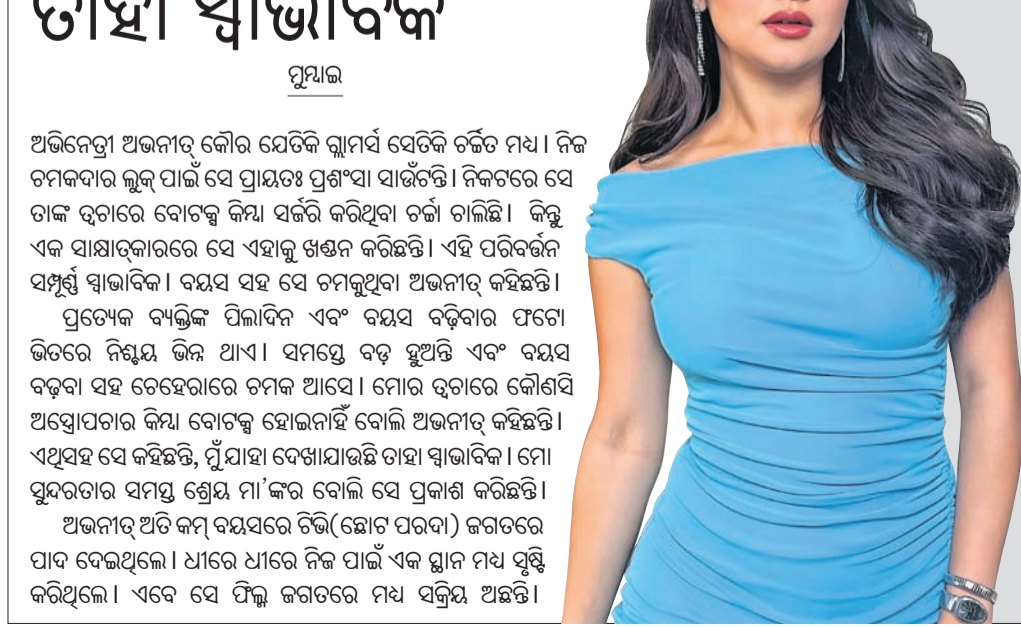 ତାହା ସ୍ୱାଭାବିକ
ମୁମ୍ବାଇ
ଅଭିନେତ୍ରୀ ଅଭନୀତ୍ କୌର ଯେତିକି ଗ୍ଲାମର୍ସ ସେତିକି ଚର୍ଚ୍ଚିତ ମଧ୍ୟ। ନିଜ
ଚମକଦାର ଲୁକ୍ ପାଇଁ ସେ ପ୍ରାୟତଃ ପ୍ରଶଂସା ସାଉଁଟନ୍ତି। ନିକଟରେ ସେ
ତାଙ୍କ ତ୍ୱଚାରେ ବୋଟକ୍ସ କିମ୍ବା ସର୍ଜରି କରିଥିବା ଚର୍ଚ୍ଚା ଚାଲିଛି। କିନ୍ତୁ
ଏକ ସାକ୍ଷାତ୍‌କାରରେ ସେ ଏହାକୁ ଖଣ୍ଡନ କରିଛନ୍ତି। ଏହି ପରିବର୍ତ୍ତନ
ସମ୍ପୂର୍ଣ୍ଣ ସ୍ୱାଭାବିକ। ବୟସ ସହ ସେ ଚମକୁଥିବା ଅଭନୀତ୍ କହିଛନ୍ତି।
ପ୍ରତ୍ୟେକ ବ୍ୟକ୍ତିଙ୍କ ପିଲାଦିନ ଏବଂ ବୟସ ବଢ଼ିବାର ଫଟୋ
ଭିତରେ ନିଶ୍ଚୟ ଭିନ୍ନ ଥାଏ। ସମସ୍ତେ ବଡ଼ ହୁଅନ୍ତି ଏବଂ ବୟସ
ବଢ଼ବା ସହ ଚେହେରାରେ ଚମକ ଆସେ। ମୋର ତ୍ୱଚାରେ କୌଣସି
ଅସ୍ତ୍ରୋପଚାର କିମ୍ବା ବୋଟକ୍ସ ହୋଇନାହିଁ ବୋଲି ଅଭନୀତ୍ କହିଛନ୍ତି।
ଏଥିସହ ସେ କହିଛନ୍ତି, ମୁଁ ଯାହା ଦେଖାଯାଉଛି ତାହା ସ୍ୱାଭାବିକ। ମୋ
ସୁନ୍ଦରତାର ସମସ୍ତ ଶ୍ରେୟ ମା'ଙ୍କର ବୋଲି ସେ ପ୍ରକାଶ କରିଛନ୍ତି।
ଅଭନୀତ୍ ଅତି କମ୍ ବୟସରେ ଟିଭି(ଛୋଟ ପରଦା) ଜଗତରେ
ପାଦ ଦେଇଥିଲେ। ଧୀରେ ଧୀରେ ନିଜ ପାଇଁ ଏକ ସ୍ଥାନ ମଧ୍ୟ ସୃଷ୍ଟି
କରିଥିଲେ। ଏବେ ସେ ଫିଲ୍ମ ଜଗତରେ ମଧ୍ୟ ସକ୍ରିୟ ଅଛନ୍ତି।